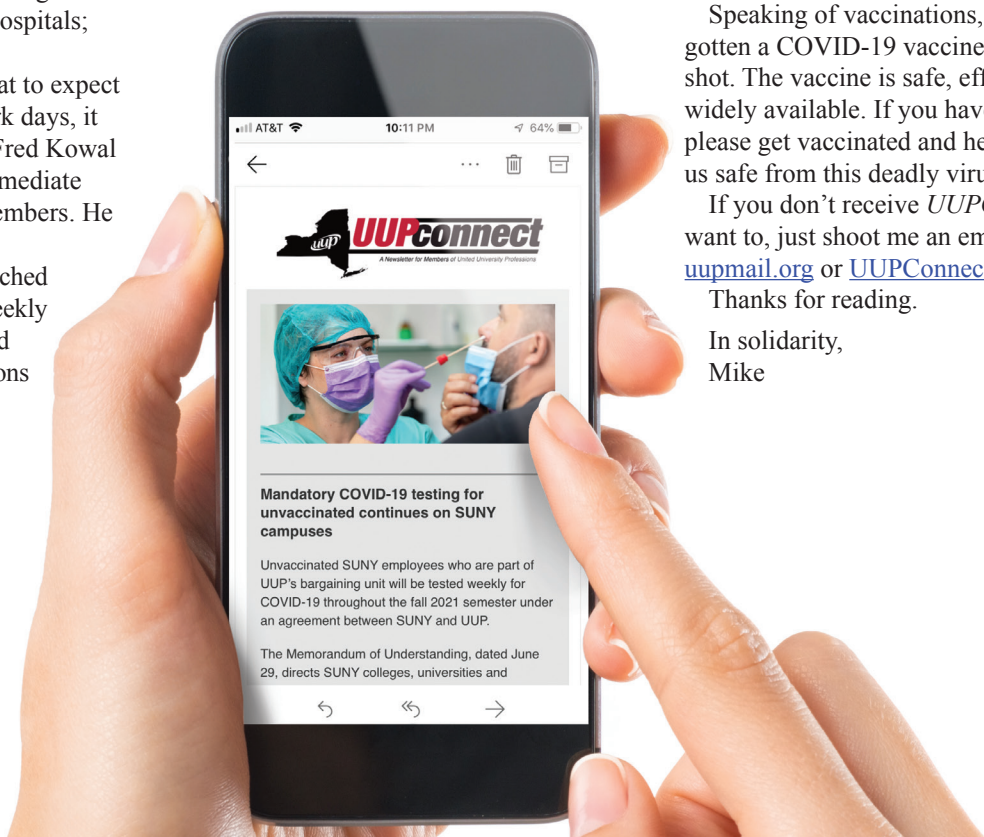 ospitals;
at to expect
k days, it
Fred Kowal
mediate
embers. He
ched
eekly
d
ons
AT&T 10:11 PM 64%
uup UUPconnect
A Newsletter for Members of United University Professions
Mandatory COVID-19 testing for
unvaccinated continues on SUNY
campuses
Unvaccinated SUNY employees who are part of
UUP’s bargaining unit will be tested weekly for
COVID-19 throughout the fall 2021 semester under
an agreement between SUNY and UUP.
The Memorandum of Understanding, dated June
29, directs SUNY colleges, universities and
Speaking of vaccinations,
gotten a COVID-19 vaccine
shot. The vaccine is safe, eff
widely available. If you have
please get vaccinated and he
us safe from this deadly viru
If you don’t receive UUP
want to, just shoot me an em
uupmail.org or UUPConnec
Thanks for reading.
In solidarity,
Mike